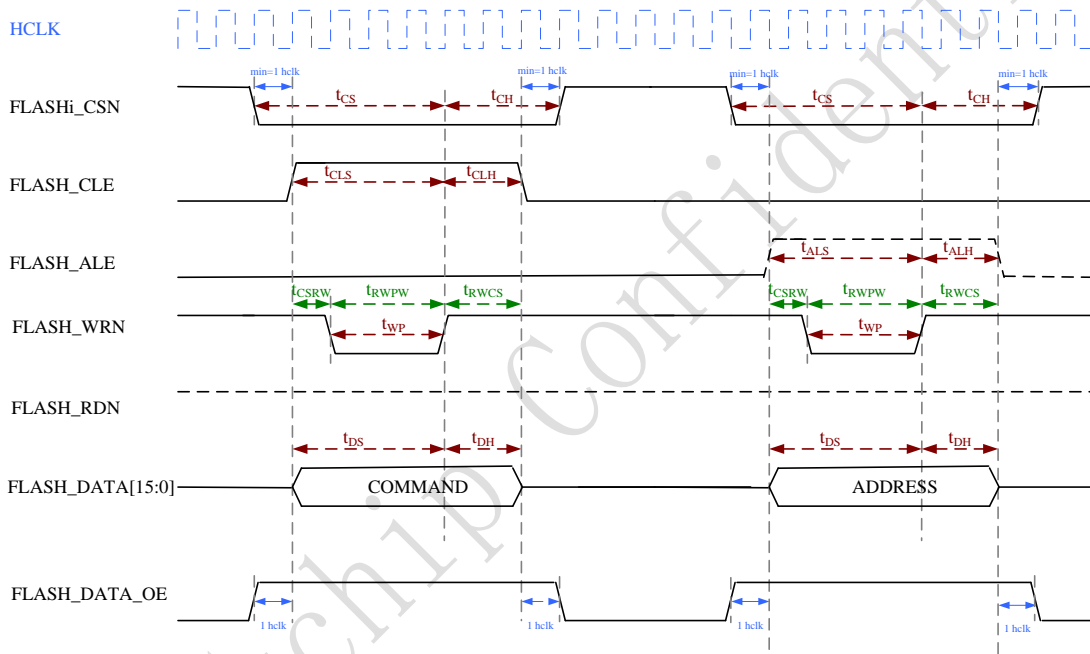 HCLK
min=1 hclk min=1 hclk min=1 hclk min=1 hclk
FLASHi_CSN tCS tCH tCS tCH
FLASH_CLE tCLS tCLH
FLASH_ALE tALS tALH
tCSRW tRWPW tRWCS tCSRW tRWPW tRWCS
FLASH_WRN tWP tWP
FLASH_RDN
tDS tDH tDS tDH
FLASH_DATA[15:0] COMMAND ADDRESS
FLASH_DATA_OE
1 hclk 1 hclk 1 hclk 1 hclk
chip Confident